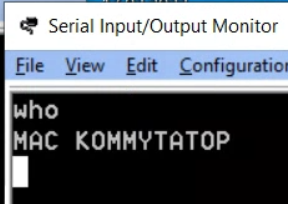 Serial Input/Output Monitor
File View Edit Configuration
who
MAC KOMMYTATOP